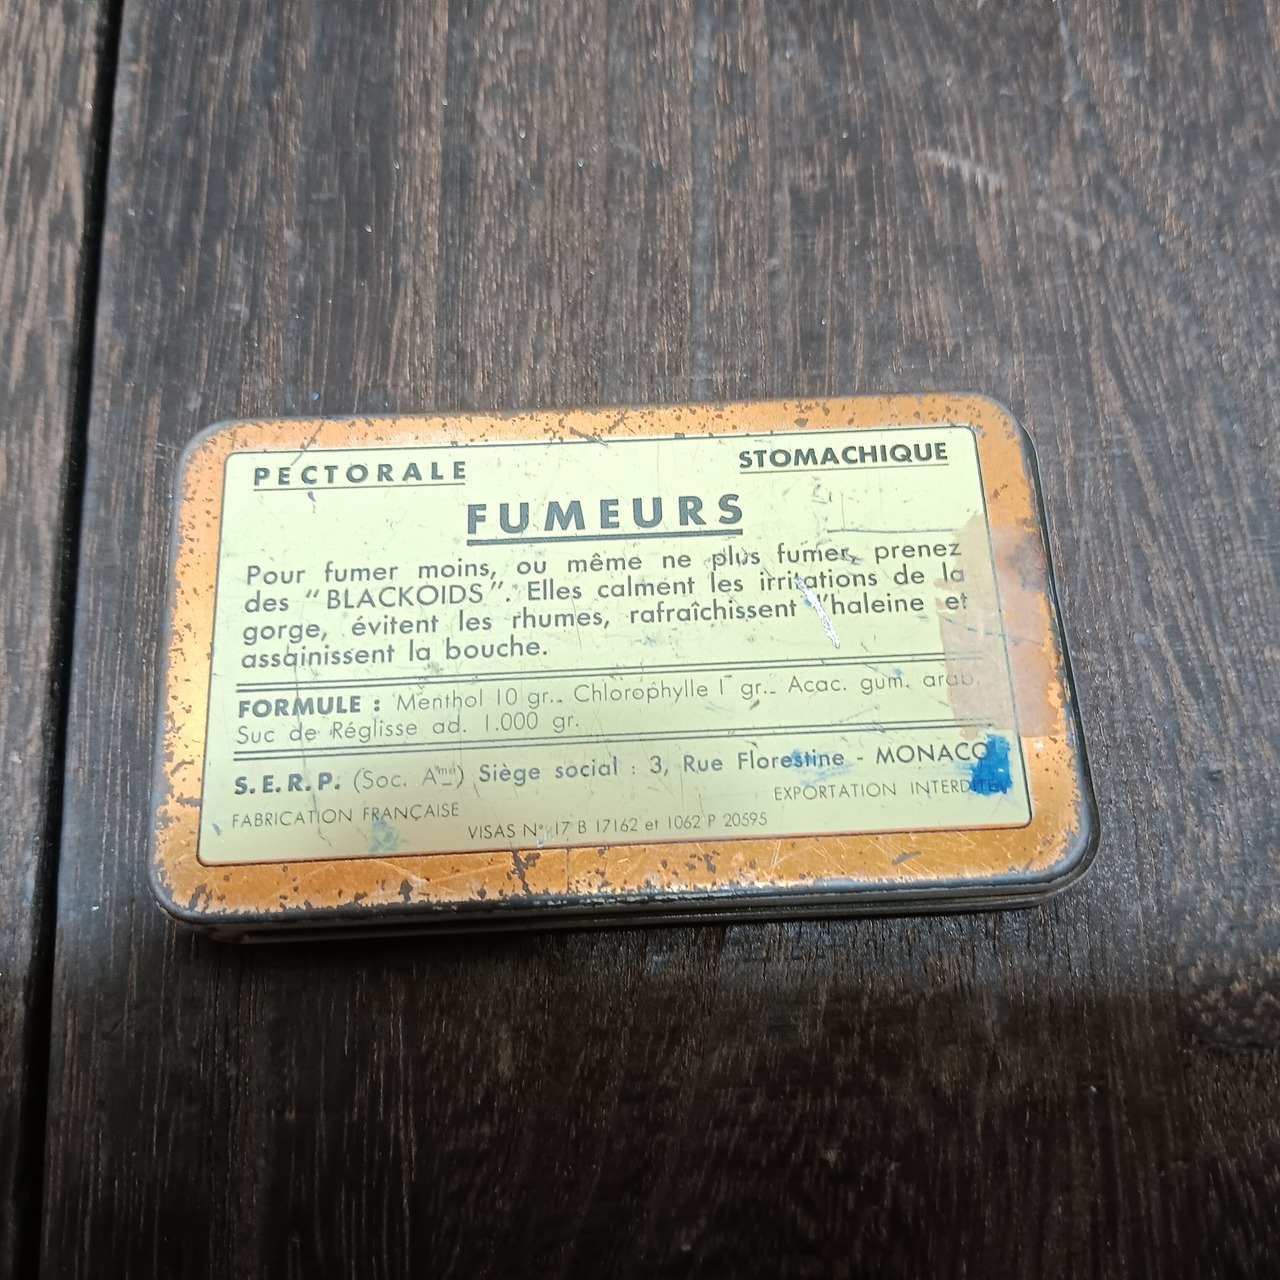 PECTORALE STOMACHIQUE
FUMEURS
Pour fumer moins, ou même ne plus fumer, prenez
des "BLACKOIDS". Elles calment les irritations de la
gorge, évitent les rhumes, rafraîchissent l'haleine et
assainissent la bouche.
FORMULE : Menthol 10 gr.. Chlorophylle 1 gr.. Açac. gum. arab.
Suc de Réglisse ad. 1.000 gr.
S.E.R.P. (Soc. Ame) Siège social : 3, Rue Florestine - MONACO
FABRICATION FRANÇAISE EXPORTATION INTERDITE
VISAS Nº 17 B 17162 et 1062 P 20595